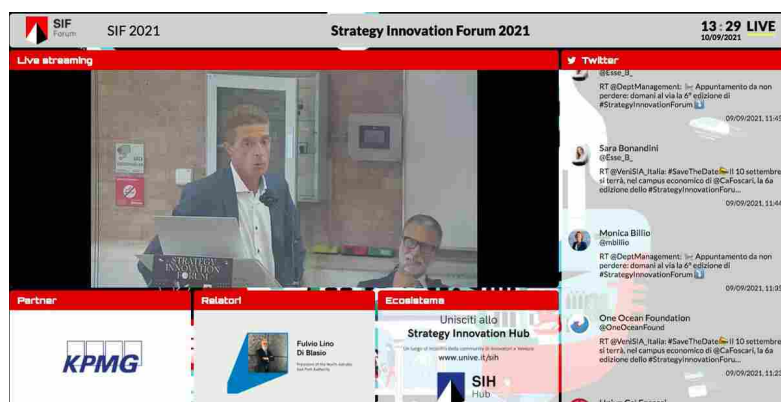 SIF
Forum
SIF 2021
Strategy Innovation Forum 2021
13:29 LIVE
10/09/2021
Live streaming
Twitter
@Esse_B_
RT @DeptManagement: Appuntamento da non
perdere: domani al via la 6ª edizione di
#StrategyInnovationForum
09/09/2021, 11:45
Sara Bonandini
@Esse_B_
RT @VeniSIA_Italia: #SaveTheDate Il 10 settembre
si terrà, nel campus economico di @CaFoscari, la 6a
edizione dello #StrategyInnovationForu...
09/09/2021, 11:44
Monica Billio
@mbillio
RT @DeptManagement: Appuntamento da non
perdere: domani al via la 6ª edizione di
#StrategyInnovationForum
09/09/2021, 11:35
One Ocean Foundation
@OneOceanFound
RT @VeniSIA_Italia: #SaveTheDate Il 10 settembre
si terrà, nel campus economico di @CaFoscari, la 6a
edizione dello #StrategyInnovationForu...
09/09/2021, 11:23
STRATEGY
INNOVATION
FORUM
Partner
KPMG
Relatori
Fulvio Lino
Di Blasio
Ecosistema
Unisciti allo
Strategy Innovation Hub
www.unive.it/sih
SIH
Hub